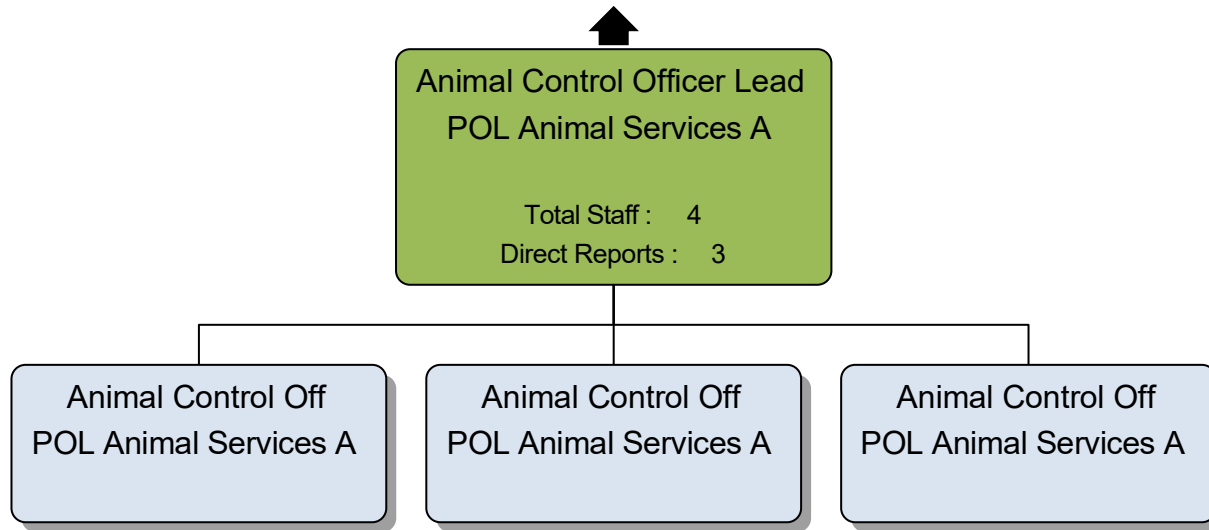 Animal Control Officer Lead
POL Animal Services A
Total Staff : 4
Direct Reports : 3
Animal Control Off
POL Animal Services A
Animal Control Off
POL Animal Services A
Animal Control Off
POL Animal Services A